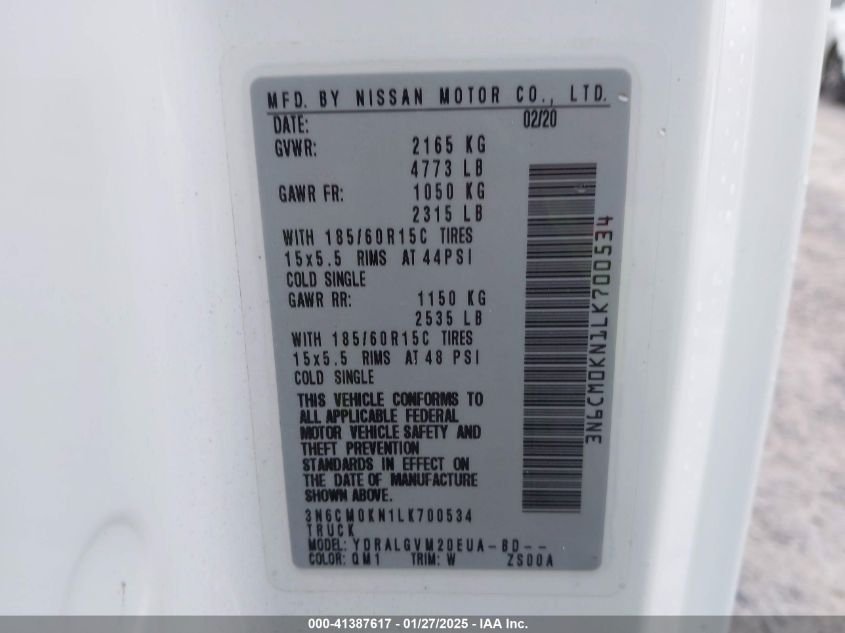 MFD. BY NISSAN MOTOR CO., LTD.
DATE: 02/20
GVWR: 2165 KG
4773 LB
GAWR FR: 1050 KG
2315 LB
WITH 185/60R15C TIRES
15x5.5 RIMS AT 44PSI
COLD SINGLE
GAWR RR: 1150 KG
2535 LB
WITH 185/60R15C TIRES
15x5.5 RIMS AT 48 PSI
COLD SINGLE
THIS VEHICLE CONFORMS TO
ALL APPLICABLE FEDERAL
MOTOR VEHICLE SAFETY AND
THEFT PREVENTION
STANDARDS IN EFFECT ON
THE DATE OF MANUFACTURE
SHOWN ABOVE.
3N6CM0KN1LK700534
TRUCK
MODEL: YDRALGVM20EUA-BD--
COLOR: QM1 TRIM: W ZS00A
3N6CM0KN1LK700534
000-41387617 - 01/27/2025 - IAA Inc.